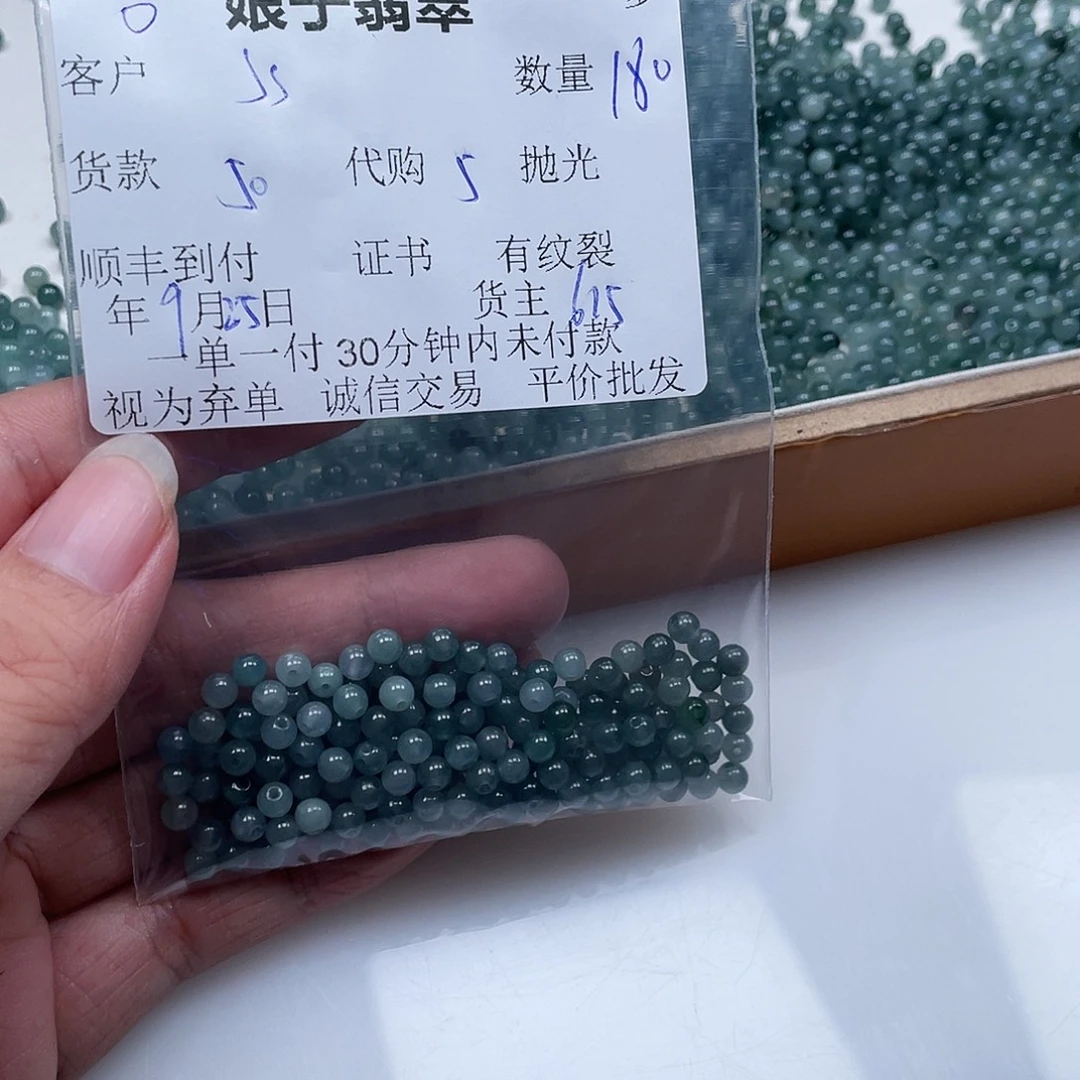 娘子翡翠
客户 Js 数量 180
货款 50 代购 5 抛光
顺丰到付 证书 有纹裂
年 9月25日 货主 615
一单一付 30分钟内未付款
视为弃单 诚信交易 平价批发